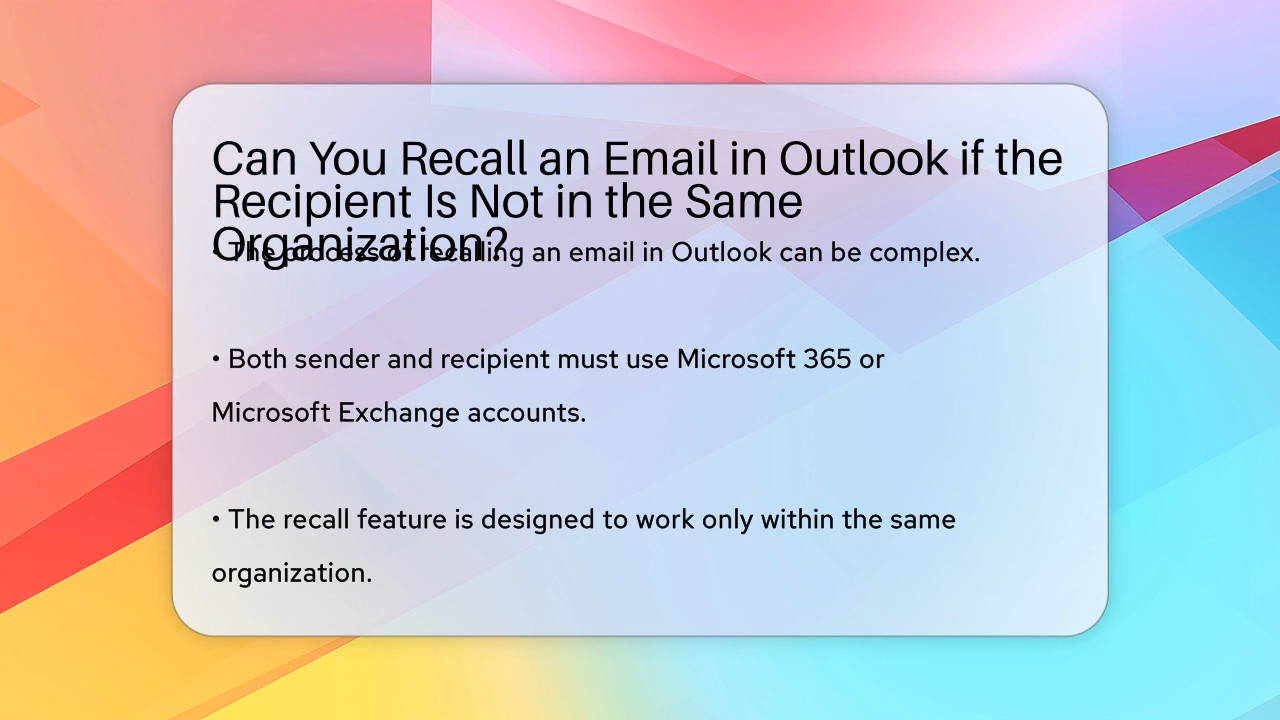 Can You Recall an Email in Outlook if the
Recipient Is Not in the Same
Organization?
• The process of recalling an email in Outlook can be complex.
• Both sender and recipient must use Microsoft 365 or
Microsoft Exchange accounts.
• The recall feature is designed to work only within the same
organization.